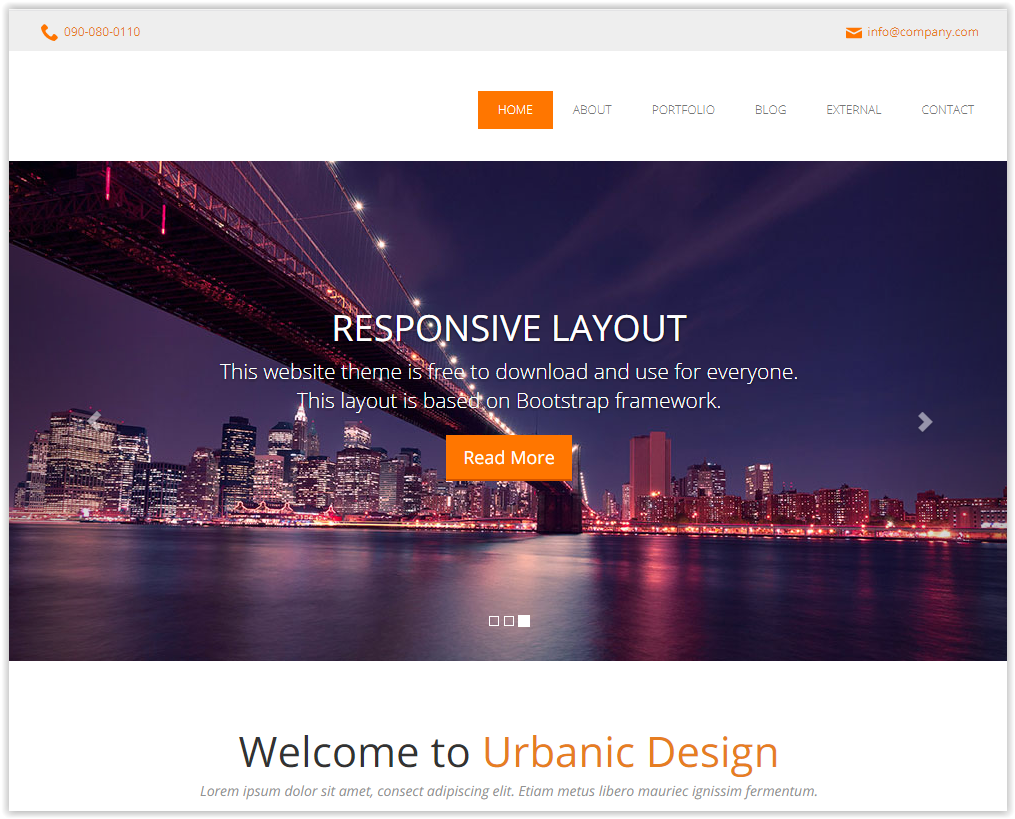 090-080-0110
info@company.com
HOME
ABOUT
PORTFOLIO
BLOG
EXTERNAL
CONTACT
RESPONSIVE LAYOUT
This website theme is free to download and use for everyone.
This layout is based on Bootstrap framework.
Read More
Welcome to Urbanic Design
Lorem ipsum dolor sit amet, consect adipiscing elit. Etiam metus libero mauriec ignissim fermentum.